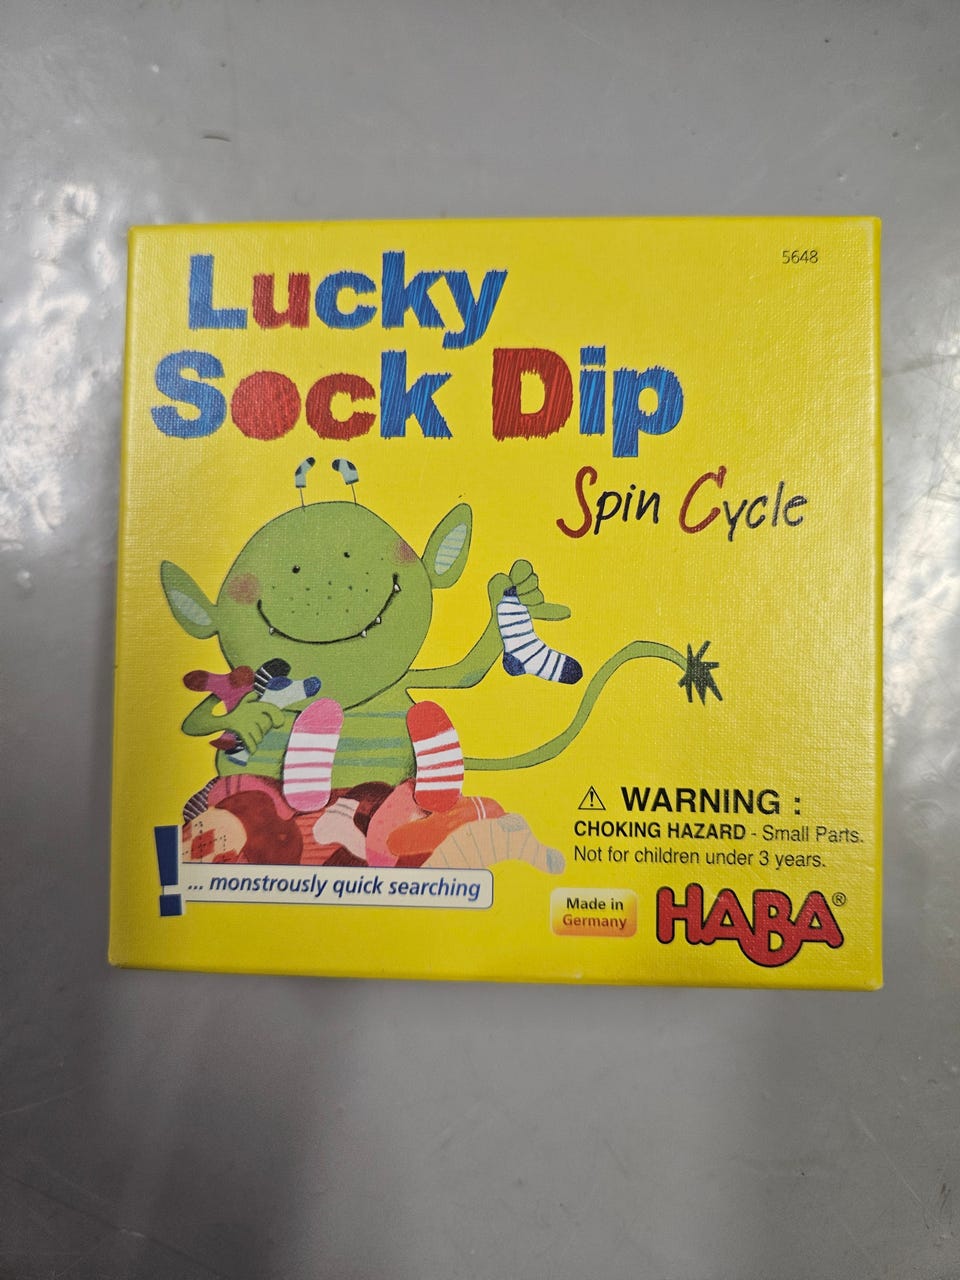 5648
Lucky
Sock Dip
Spin Cycle
⚠ WARNING :
CHOKING HAZARD - Small Parts.
Not for children under 3 years.
! ... monstrously quick searching
Made in
Germany
HABA®